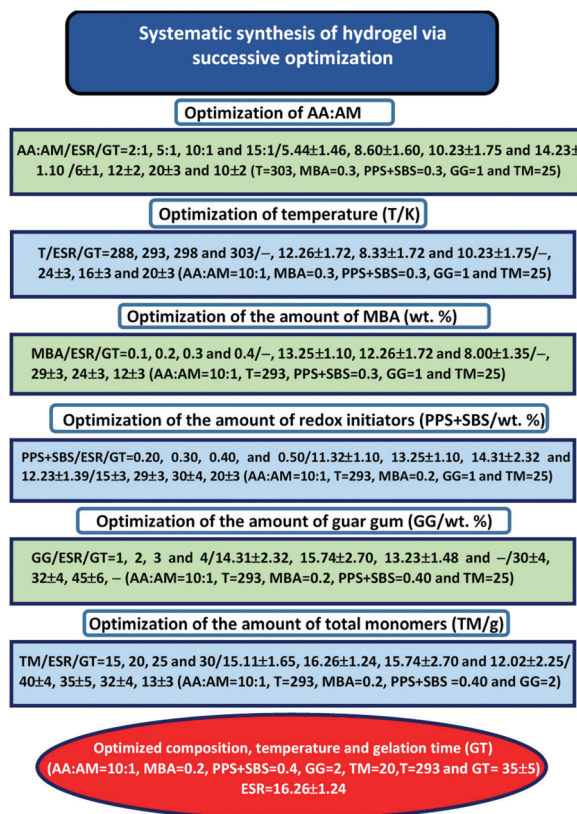 Systematic synthesis of hydrogel via
successive optimization
Optimization of AA:AM
AA:AM/ESR/GT=2:1, 5:1, 10:1 and 15:1/5.44±1.46, 8.60±1.60, 10.23±1.75 and 14.23±
1.10 /6±1, 12±2, 20±3 and 10±2 (T=303, MBA=0.3, PPS+SBS=0.3, GG=1 and TM=25)
Optimization of temperature (T/K)
T/ESR/GT=288, 293, 298 and 303/–, 12.26±1.72, 8.33±1.72 and 10.23±1.75/–,
24±3, 16±3 and 20±3 (AA:AM=10:1, MBA=0.3, PPS+SBS=0.3, GG=1 and TM=25)
Optimization of the amount of MBA (wt. %)
MBA/ESR/GT=0.1, 0.2, 0.3 and 0.4/–, 13.25±1.10, 12.26±1.72 and 8.00±1.35/–,
29±3, 24±3, 12±3 (AA:AM=10:1, T=293, PPS+SBS=0.3, GG=1 and TM=25)
Optimization of the amount of redox initiators (PPS+SBS/wt. %)
PPS+SBS/ESR/GT=0.20, 0.30, 0.40, and 0.50/11.32±1.10, 13.25±1.10, 14.31±2.32 and
12.23±1.39/15±3, 29±3, 30±4, 20±3 (AA:AM=10:1, T=293, MBA=0.2, GG=1 and TM=25)
Optimization of the amount of guar gum (GG/wt. %)
GG/ESR/GT=1, 2, 3 and 4/14.31±2.32, 15.74±2.70, 13.23±1.48 and –/30±4,
32±4, 45±6, – (AA:AM=10:1, T=293, MBA=0.2, PPS+SBS=0.40 and TM=25)
Optimization of the amount of total monomers (TM/g)
TM/ESR/GT=15, 20, 25 and 30/15.11±1.65, 16.26±1.24, 15.74±2.70 and 12.02±2.25/
40±4, 35±5, 32±4, 13±3 (AA:AM=10:1, T=293, MBA=0.2, PPS+SBS =0.40 and GG=2)
Optimized composition, temperature and gelation time (GT)
(AA:AM=10:1, MBA=0.2, PPS+SBS=0.4, GG=2, TM=20,T=293 and GT= 35±5)
ESR=16.26±1.24